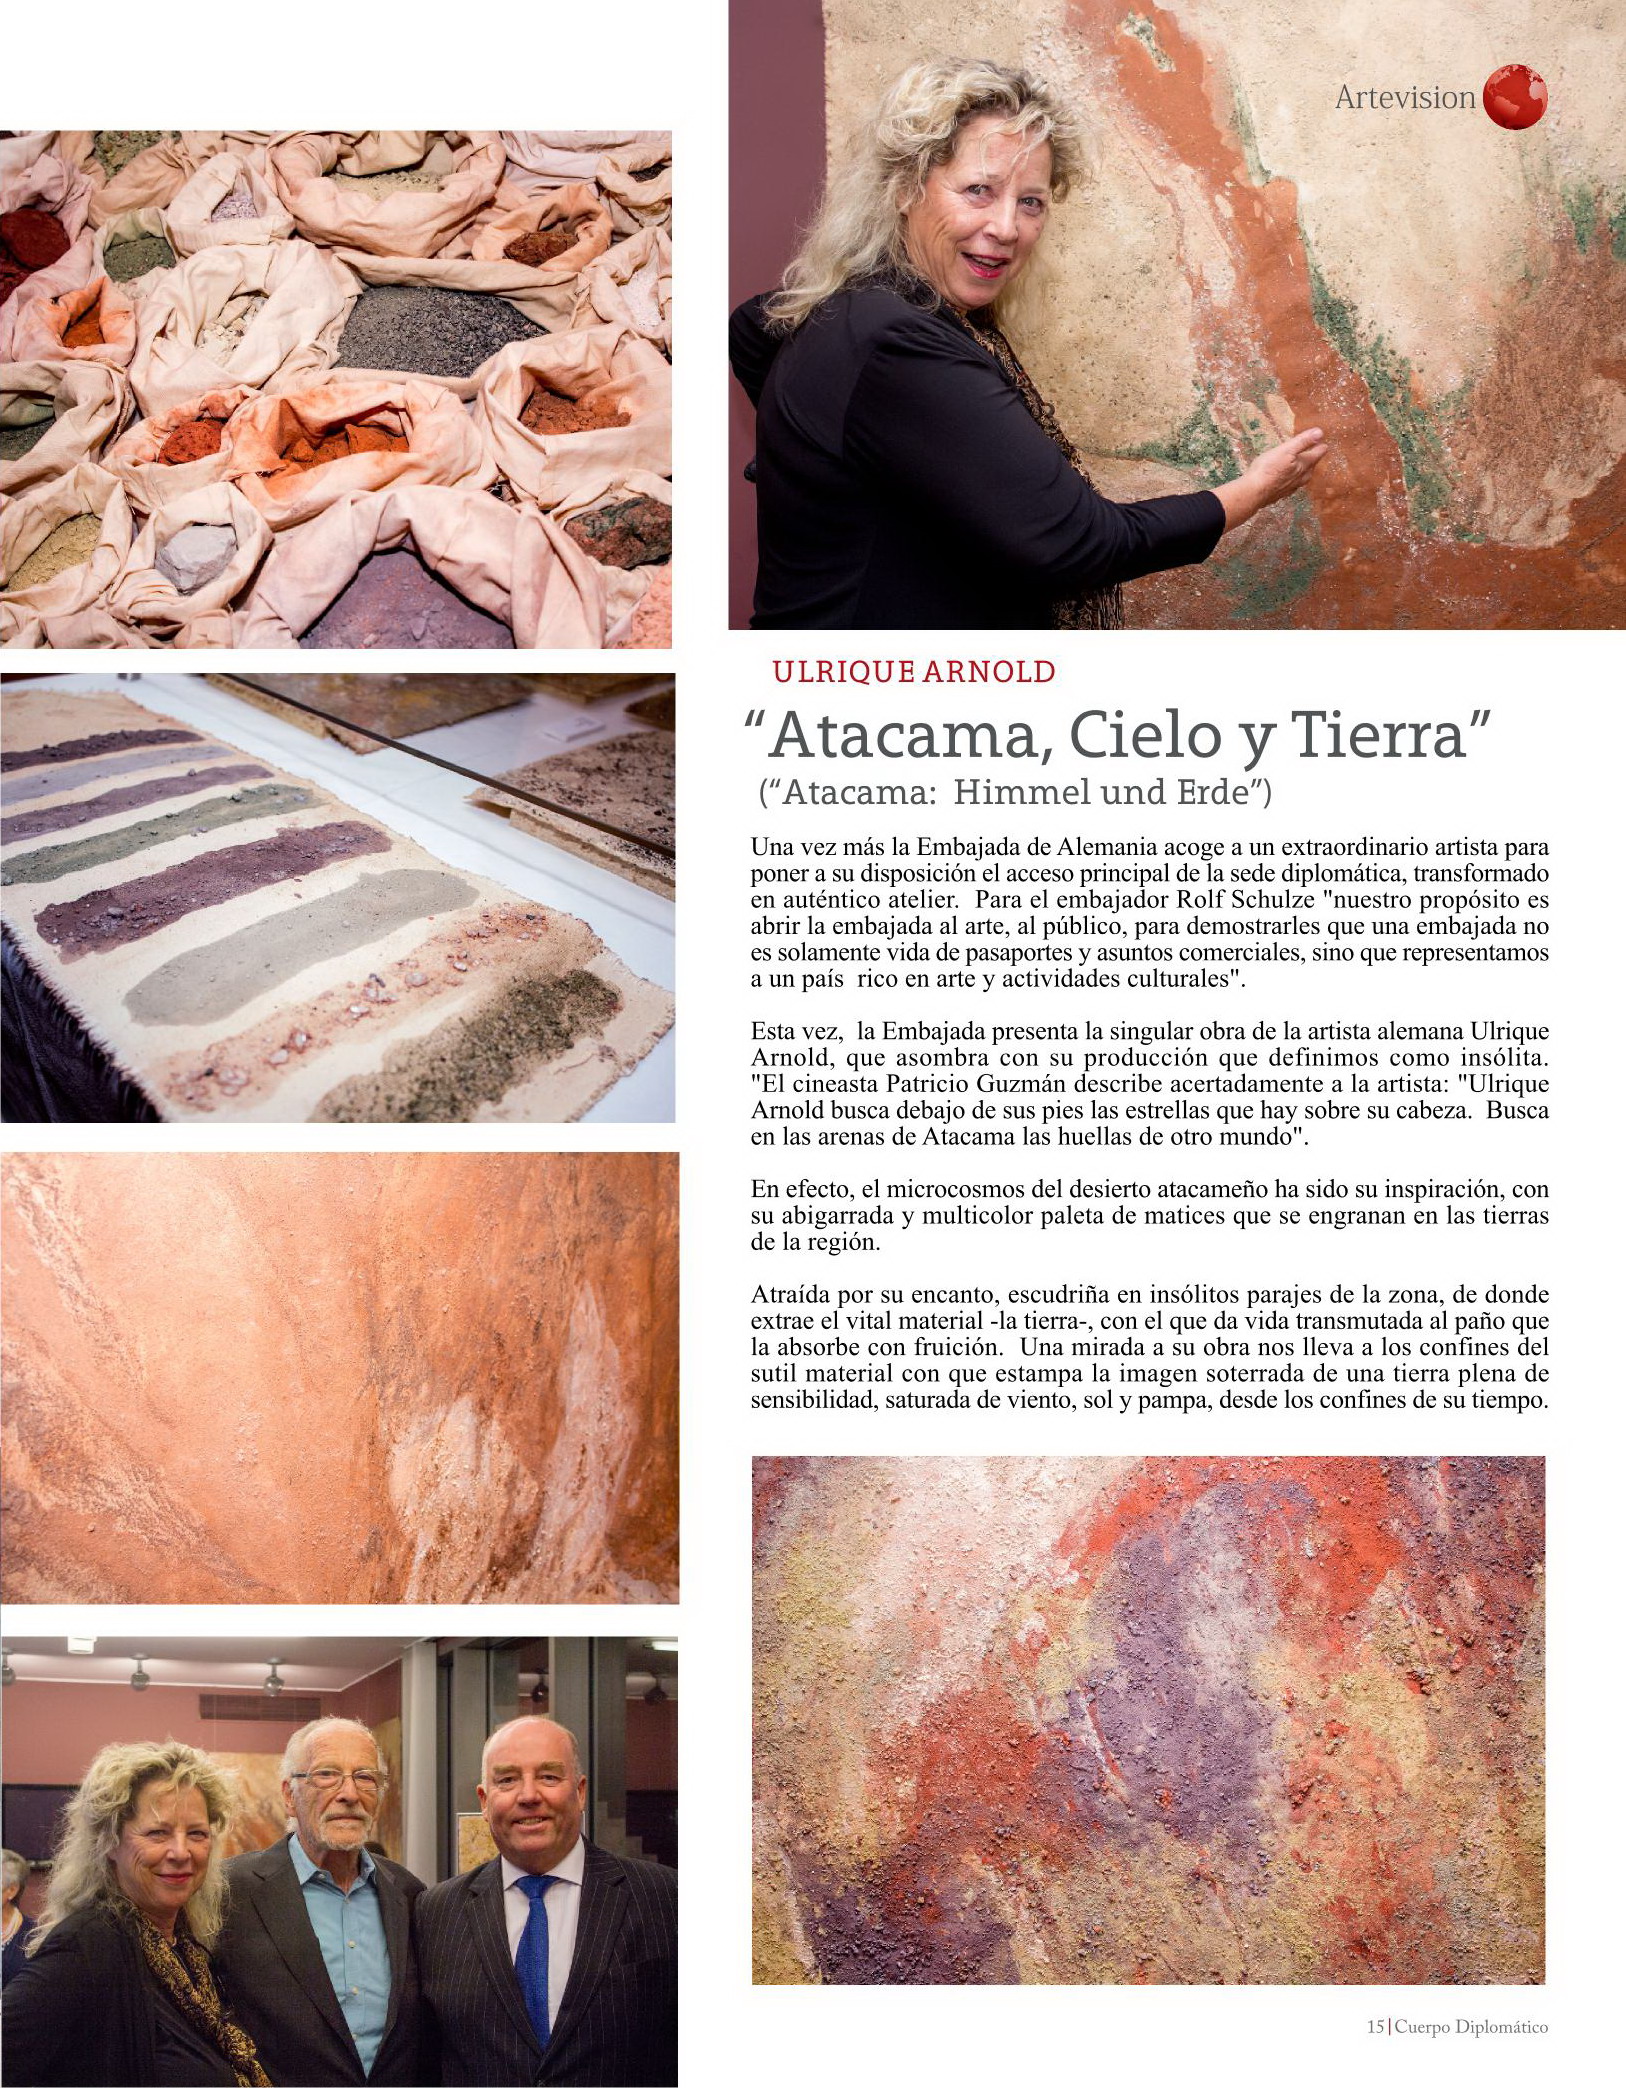 Artevision
ULRIQUE ARNOLD
“Atacama, Cielo y Tierra”
(“Atacama:  Himmel und Erde”)
Una vez más la Embajada de Alemania acoge a un extraordinario artista para
poner a su disposición el acceso principal de la sede diplomática, transformado
en auténtico atelier.  Para el embajador Rolf Schulze "nuestro propósito es
abrir la embajada al arte, al público, para demostrarles que una embajada no
es solamente vida de pasaportes y asuntos comerciales, sino que representamos
a un país  rico en arte y actividades culturales".
Esta vez,  la Embajada presenta la singular obra de la artista alemana Ulrique
Arnold, que asombra con su producción que definimos como insólita.
"El cineasta Patricio Guzmán describe acertadamente a la artista: "Ulrique
Arnold busca debajo de sus pies las estrellas que hay sobre su cabeza.  Busca
en las arenas de Atacama las huellas de otro mundo".
En efecto, el microcosmos del desierto atacameño ha sido su inspiración, con
su abigarrada y multicolor paleta de matices que se engranan en las tierras
de la región.
Atraída por su encanto, escudriña en insólitos parajes de la zona, de donde
extrae el vital material -la tierra-, con el que da vida transmutada al paño que
la absorbe con fruición.  Una mirada a su obra nos lleva a los confines del
sutil material con que estampa la imagen soterrada de una tierra plena de
sensibilidad, saturada de viento, sol y pampa, desde los confines de su tiempo.
15|Cuerpo Diplomático